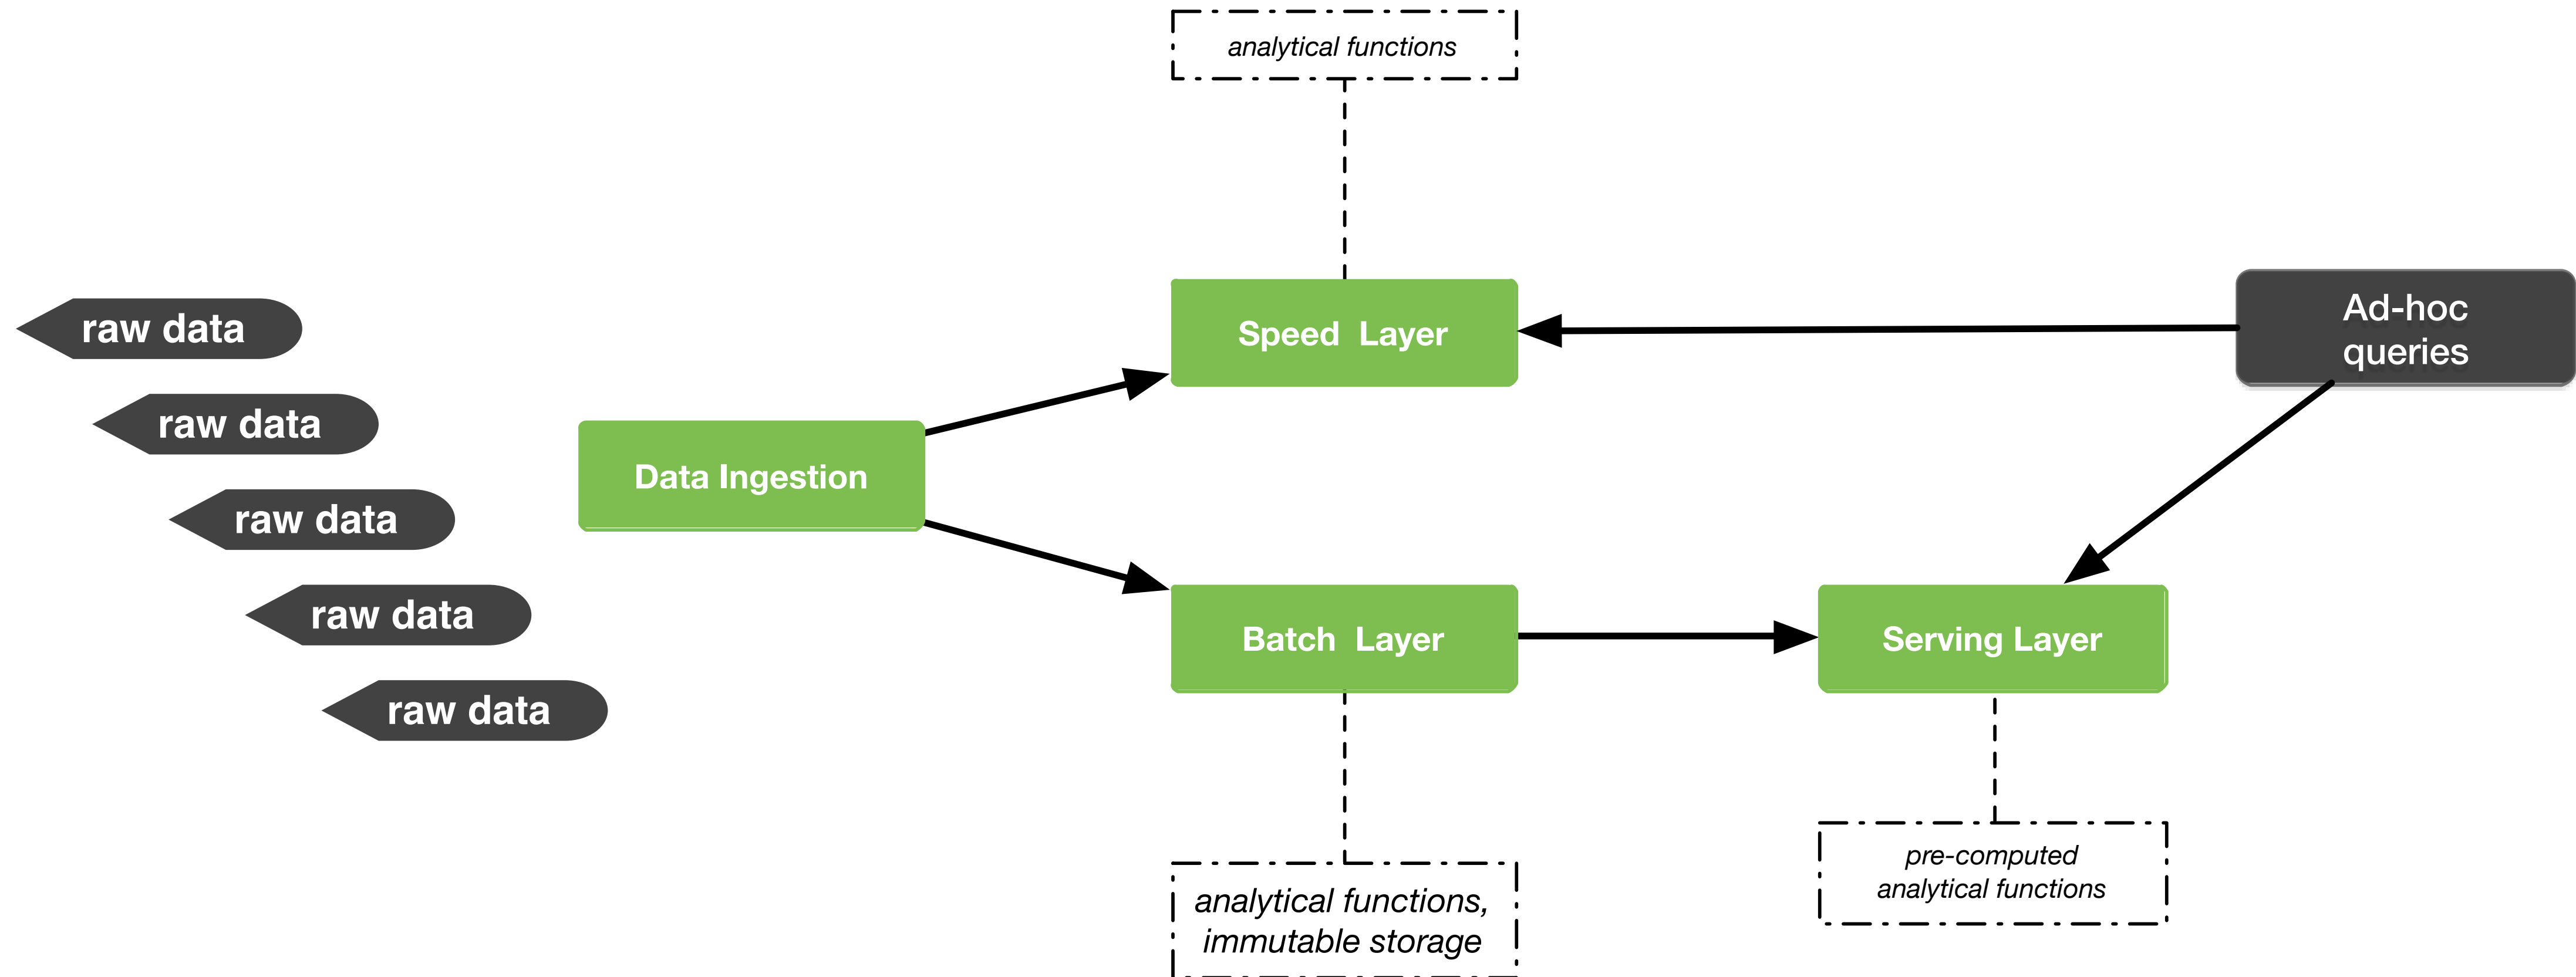 analytical functions
raw data
raw data
raw data
raw data
raw data
Data Ingestion
Speed Layer
Ad-hoc
queries
Batch Layer
Serving Layer
analytical functions,
immutable storage
pre-computed
analytical functions